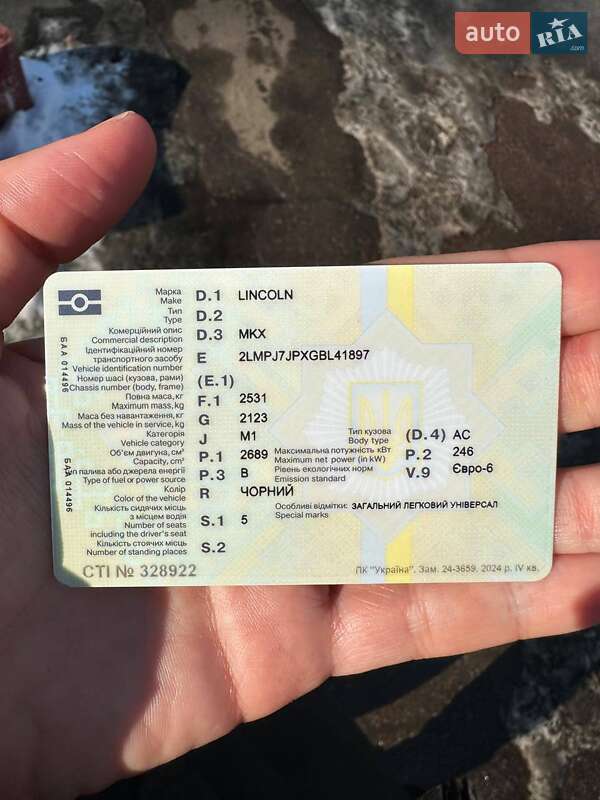 auto RIA .com
Марка
Make D.1 LINCOLN
Тип
Type D.2
Комерційний опис
Commercial description D.3 MKX
Ідентифікаційний номер
транспортного засобу E 2LMPJ7JPXGBL41897
Vehicle identification number
Номер шасі (кузова, рами) (E.1)
Chassis number (body, frame)
Повна маса, кг
Maximum mass, kg F.1 2531
Маса без навантаження, кг
Mass of the vehicle in service, kg G 2123
Категорія
Vehicle category J M1
Тип кузова
Body type (D.4) AC
Об'єм двигуна, см³
Capacity, cm³ P.1 2689
Максимальна потужність кВт
Maximum net power (in kW) P.2 246
Тип палива або джерела енергії
Type of fuel or power source P.3 B
Рівень екологічних норм
Emission standard V.9 Євро-6
Колір
Color of the vehicle R ЧОРНИЙ
Особливі відмітки: ЗАГАЛЬНИЙ ЛЕГКОВИЙ УНІВЕРСАЛ
Special marks
Кількість сидячих місць
з місцем водія
Number of seats S.1 5
including the driver's seat
Кількість стоячих місць
Number of standing places S.2
СТІ № 328922
ПК "Україна". Зам. 24-3659. 2024 р. IV кв.
БАА 014496
БАА 014496